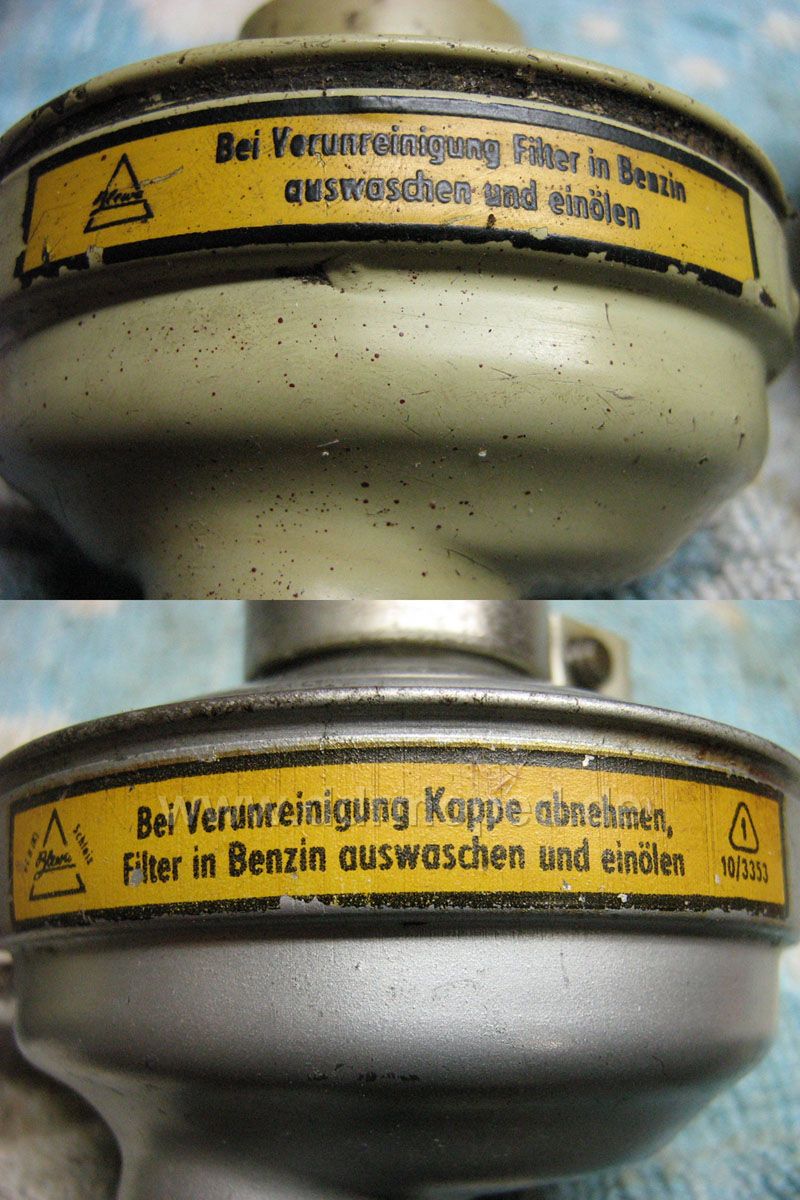 Bei Verunreinigung Filter in Benzin
auswaschen und einölen
Bei Verunreinigung Kappe abnehmen,
Filter in Benzin auswaschen und einölen
Schleiz
10/3353